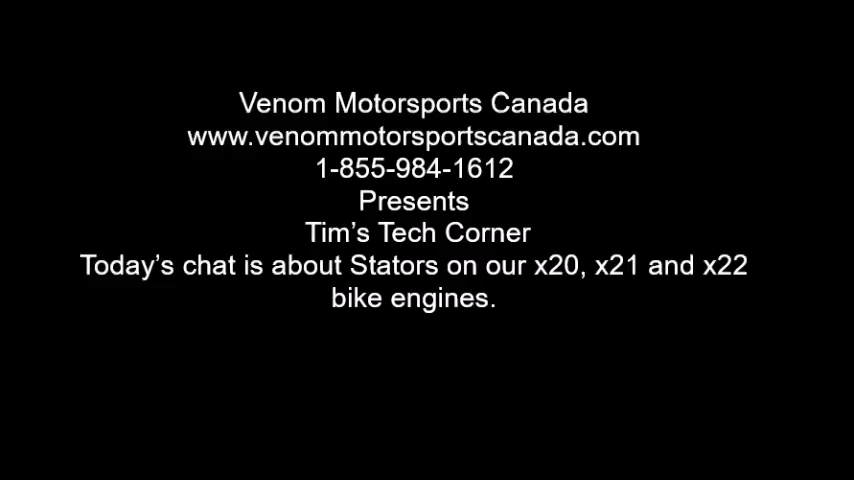 Venom Motorsports Canada
www.venommotorsportscanada.com
1-855-984-1612
Presents
Tim’s Tech Corner
Today’s chat is about Stators on our x20, x21 and x22
bike engines.